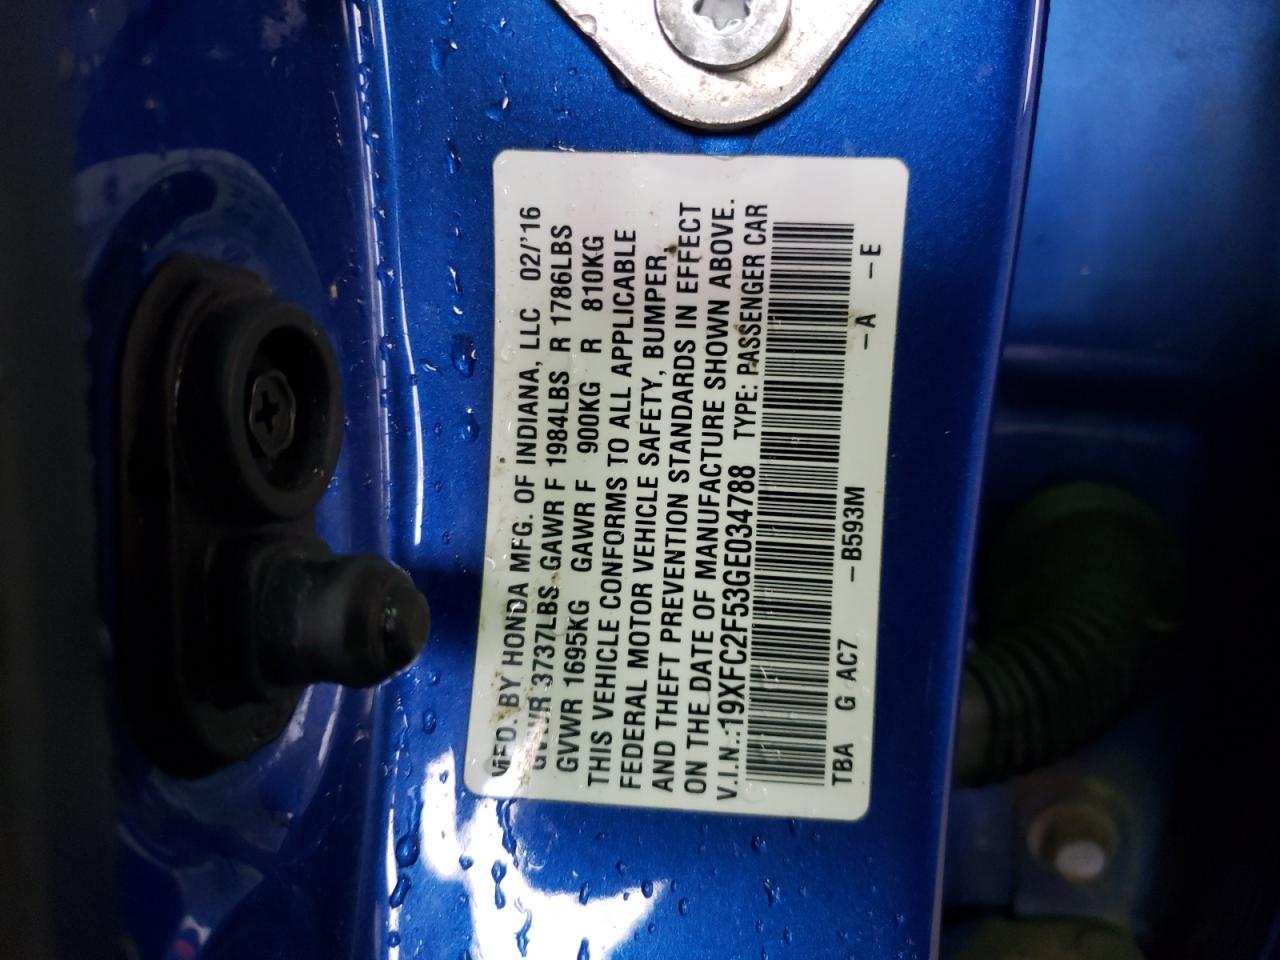 MFD. BY HONDA MFG. OF INDIANA, LLC 02/'16
GVWR 3737LBS GAWR F 1984LBS R 1786LBS
GVWR 1695KG GAWR F 900KG R 810KG
THIS VEHICLE CONFORMS TO ALL APPLICABLE
FEDERAL MOTOR VEHICLE SAFETY, BUMPER,
AND THEFT PREVENTION STANDARDS IN EFFECT
ON THE DATE OF MANUFACTURE SHOWN ABOVE.
V.I.N.:19XFC2F53GE034788 TYPE: PASSENGER CAR
TBA G AC7 –B593M –A –E